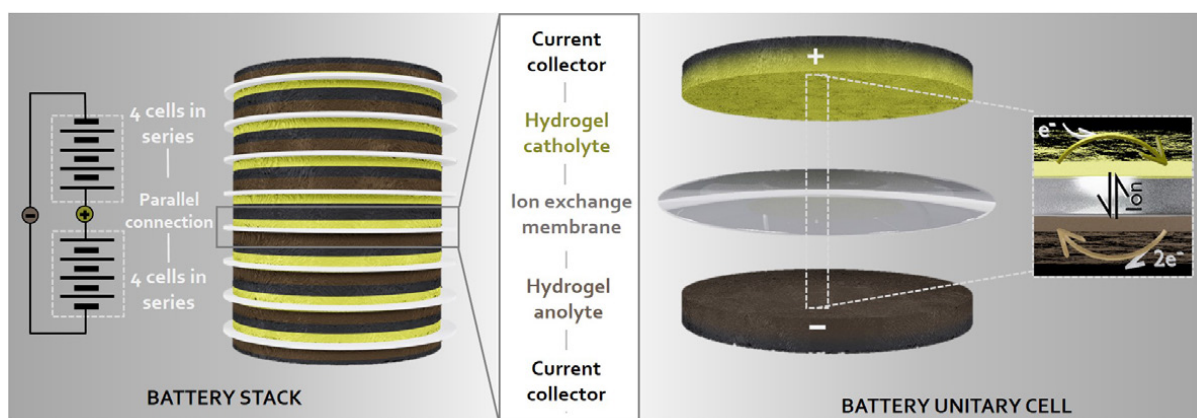 4 cells in
series
Parallel
connection
4 cells in
series
−
+
BATTERY STACK
Current
collector
Hydrogel
catholyte
Ion exchange
membrane
Hydrogel
anolyte
Current
collector
+
−
e-
Ion
2e-
BATTERY UNITARY CELL